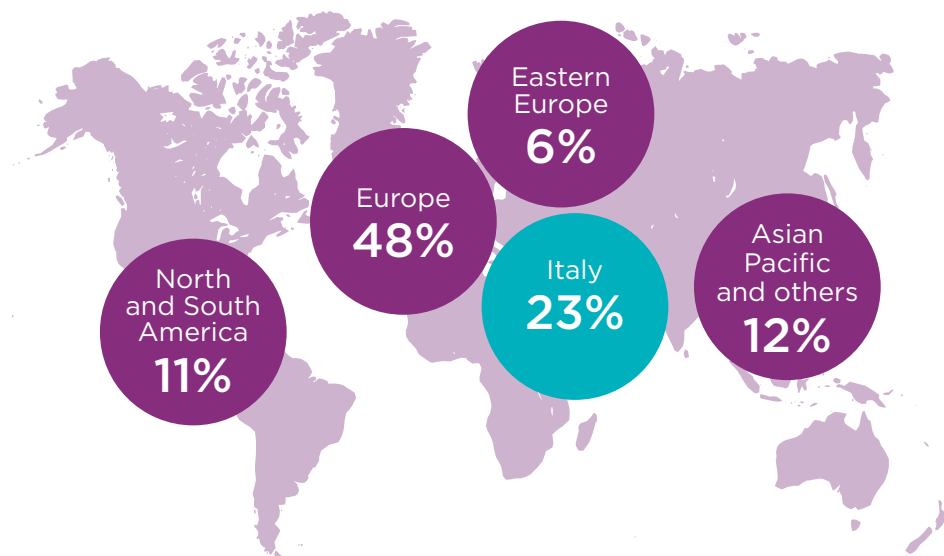 Eastern
Europe
6%
Europe
48%
Italy
23%
Asian
Pacific
and others
12%
North
and South
America
11%